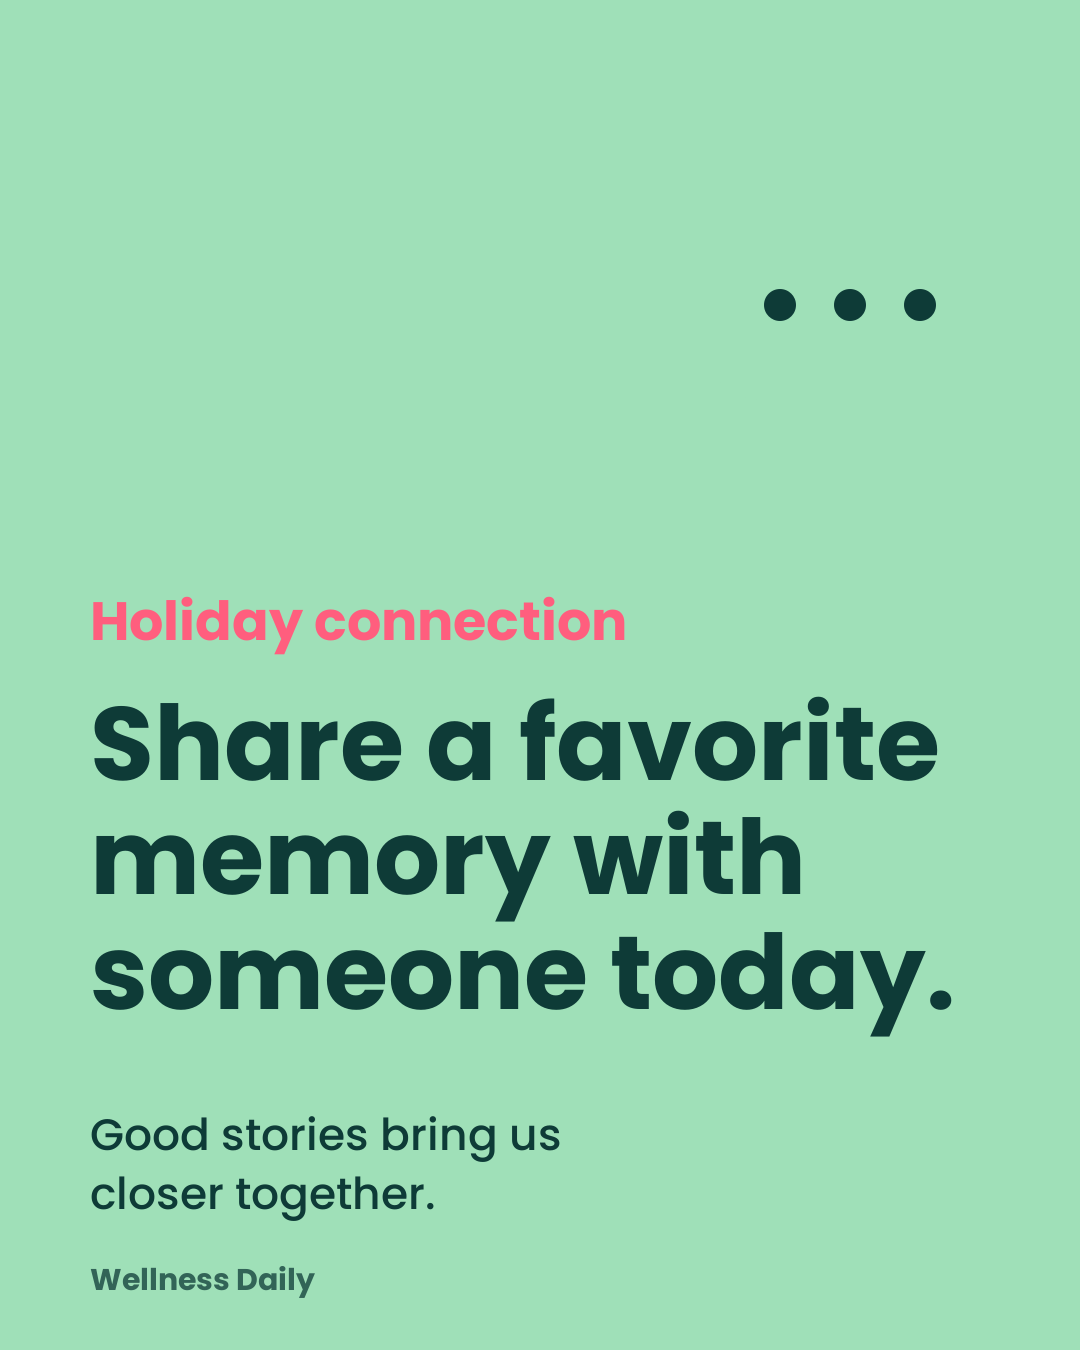 Holiday connection
Share a favorite
memory with
someone today.
Good stories bring us
closer together.
Wellness Daily